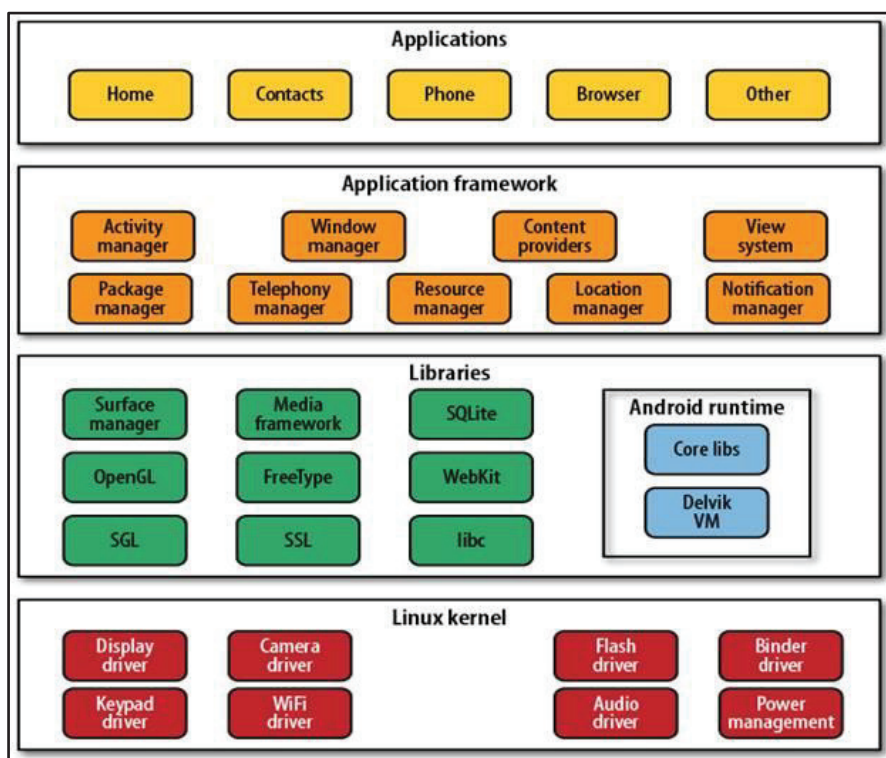 Applications
Home
Contacts
Phone
Browser
Other
Application framework
Activity
manager
Window
manager
Content
providers
View
system
Package
manager
Telephony
manager
Resource
manager
Location
manager
Notification
manager
Libraries
Surface
manager
Media
framework
SQLite
OpenGL
FreeType
WebKit
SGL
SSL
libc
Android runtime
Core libs
Delvik
VM
Linux kernel
Display
driver
Camera
driver
Flash
driver
Binder
driver
Keypad
driver
WiFi
driver
Audio
driver
Power
management